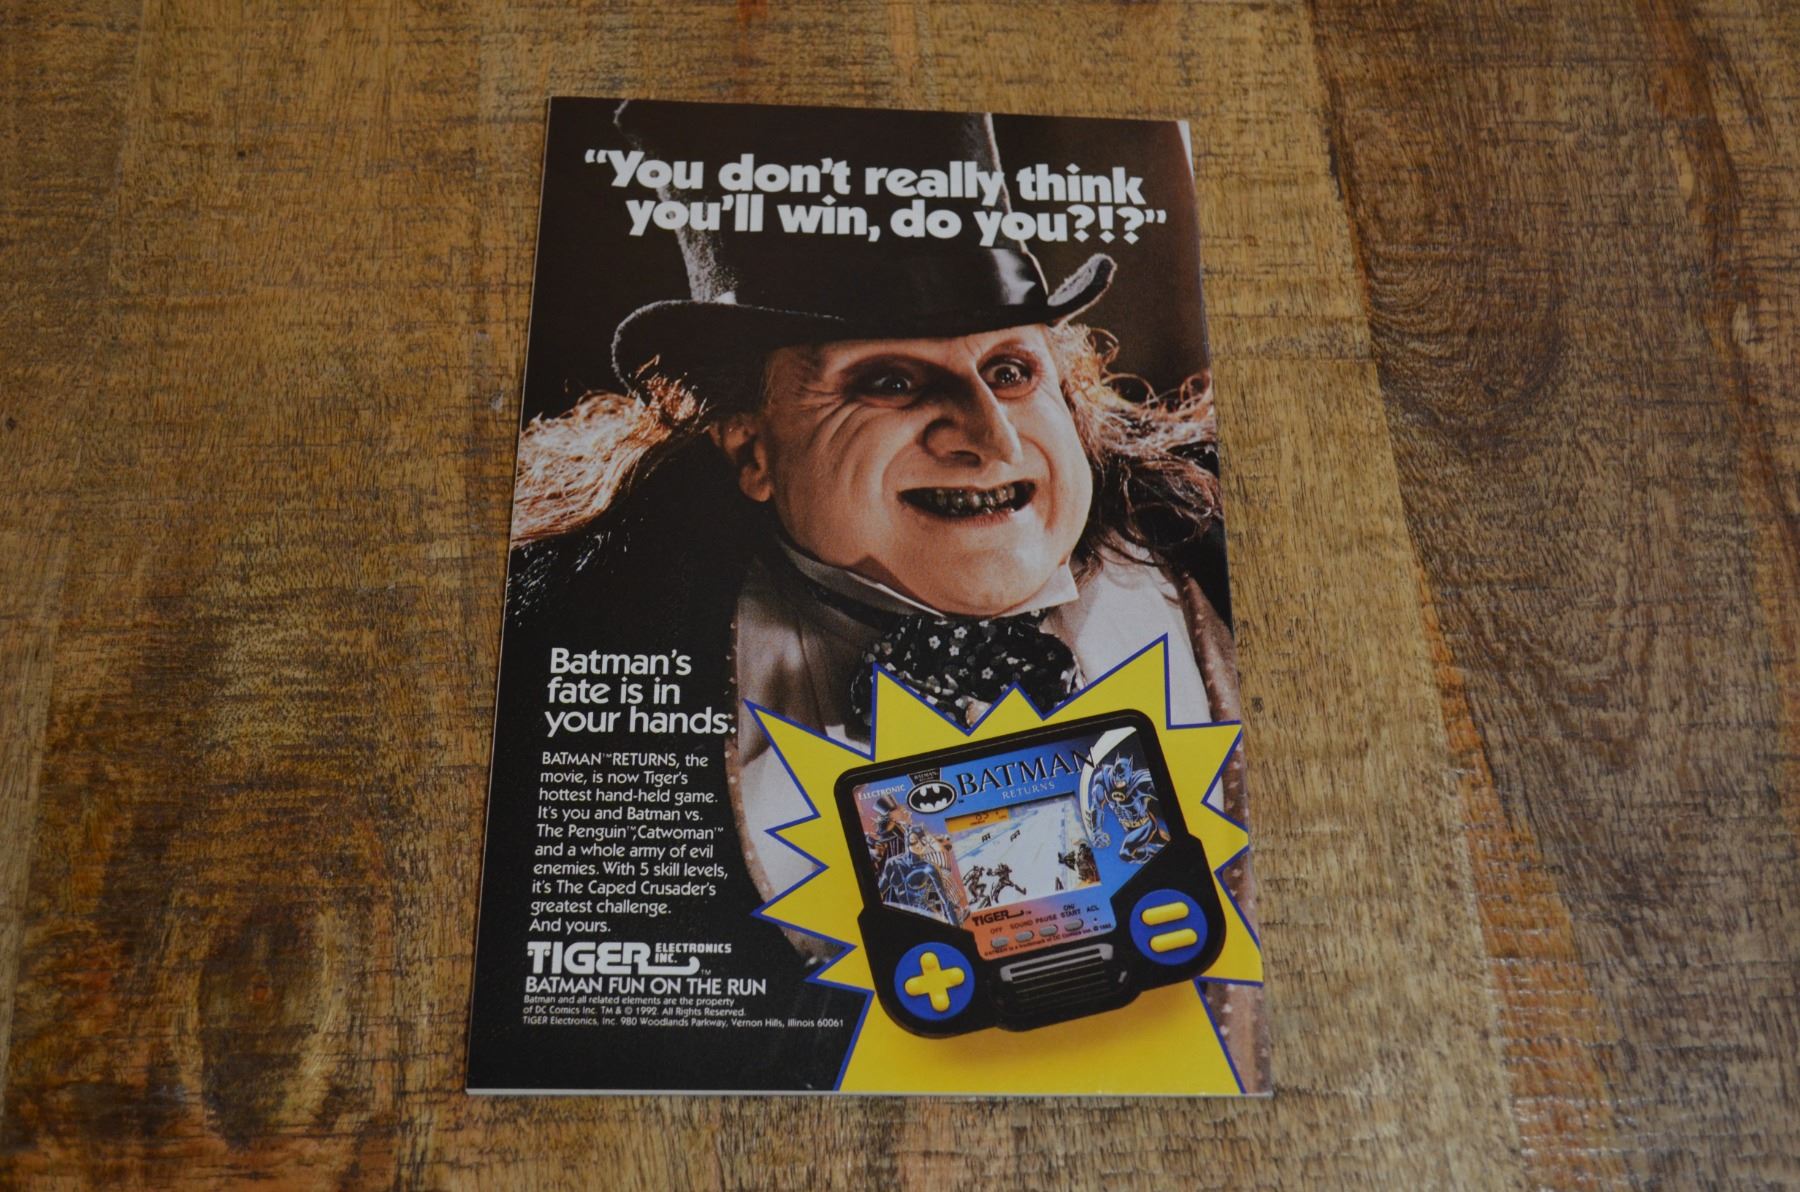 “You don't really think
you'll win, do you?!?”
Batman's
fate is in
your hands.
BATMAN™ RETURNS, the
movie, is now Tiger's
hottest hand-held game.
It's you and Batman vs.
The Penguin™, Catwoman™
and a whole army of evil
enemies. With 5 skill levels,
it's The Caped Crusader's
greatest challenge.
And yours.
TIGER ELECTRONICS INC.™
BATMAN FUN ON THE RUN
Batman and all related elements are the property
of DC Comics Inc. TM & © 1992. All Rights Reserved.
TIGER Electronics, Inc. 980 Woodlands Parkway, Vernon Hills, Illinois 60061
ELECTRONIC
BATMAN
RETURNS
TIGER
OFF SOUND PAUSE ON/START ACL